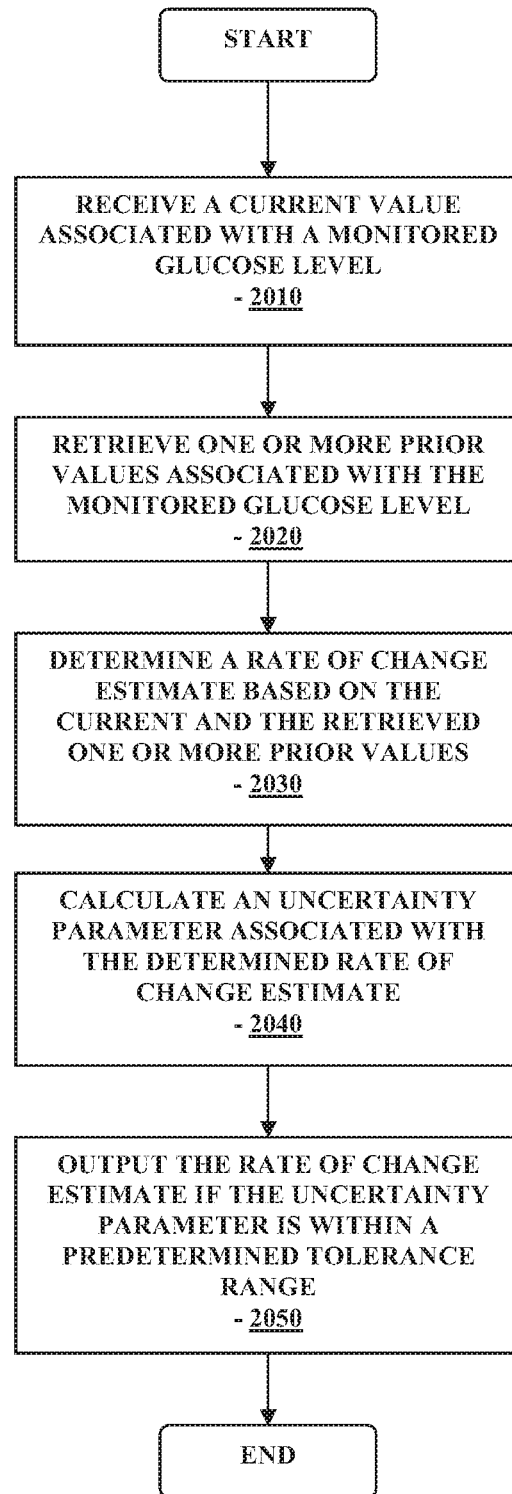 START
RECEIVE A CURRENT VALUE
ASSOCIATED WITH A MONITORED
GLUCOSE LEVEL
- 2010
RETRIEVE ONE OR MORE PRIOR
VALUES ASSOCIATED WITH THE
MONITORED GLUCOSE LEVEL
- 2020
DETERMINE A RATE OF CHANGE
ESTIMATE BASED ON THE
CURRENT AND THE RETRIEVED
ONE OR MORE PRIOR VALUES
- 2030
CALCULATE AN UNCERTAINTY
PARAMETER ASSOCIATED WITH
THE DETERMINED RATE OF
CHANGE ESTIMATE
- 2040
OUTPUT THE RATE OF CHANGE
ESTIMATE IF THE UNCERTAINTY
PARAMETER IS WITHIN A
PREDETERMINED TOLERANCE
RANGE
- 2050
END